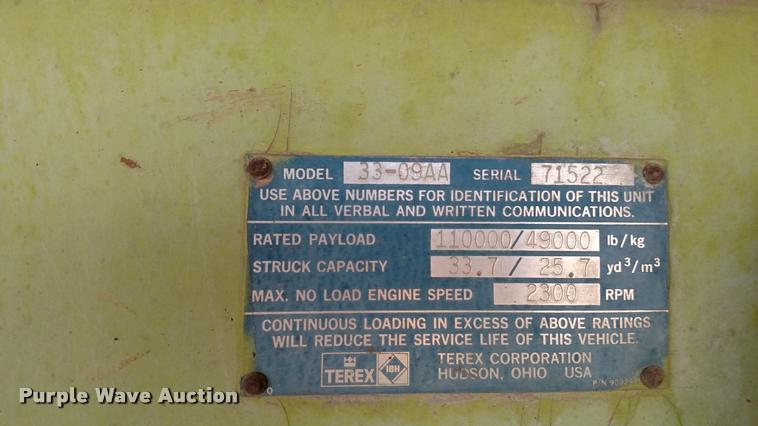 MODEL 33-09AA SERIAL 71522
USE ABOVE NUMBERS FOR IDENTIFICATION OF THIS UNIT
IN ALL VERBAL AND WRITTEN COMMUNICATIONS.
RATED PAYLOAD 110000/49000 lb/kg
STRUCK CAPACITY 33.7/ 25.7 yd³/m³
MAX. NO LOAD ENGINE SPEED 2300 RPM
CONTINUOUS LOADING IN EXCESS OF ABOVE RATINGS
WILL REDUCE THE SERVICE LIFE OF THIS VEHICLE.
TEREX IBH TEREX CORPORATION
HUDSON, OHIO USA
P/N
Purple Wave Auction